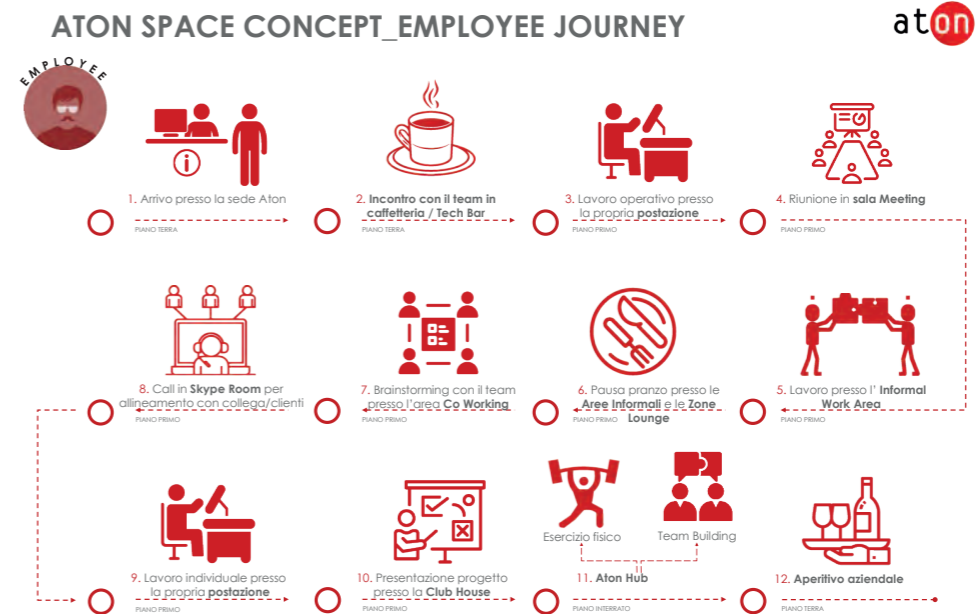 ATON SPACE CONCEPT_EMPLOYEE JOURNEY
aton
EMPLOYEE
1. Arrivo presso la sede Aton
PIANO TERRA
2. Incontro con il team in
caffetteria / Tech Bar
PIANO TERRA
3. Lavoro operativo presso
la propria postazione
PIANO PRIMO
4. Riunione in sala Meeting
PIANO PRIMO
8. Call in Skype Room per
allineamento con collega/clienti
PIANO PRIMO
7. Brainstorming con il team
presso l'area Co Working
PIANO PRIMO
6. Pausa pranzo presso le
Aree Informali e le Zone
Lounge
PIANO PRIMO
5. Lavoro presso l' Informal
Work Area
PIANO PRIMO
Esercizio fisico
Team Building
9. Lavoro individuale presso
la propria postazione
PIANO PRIMO
10. Presentazione progetto
presso la Club House
PIANO PRIMO
11. Aton Hub
PIANO INTERRATO
12. Aperitivo aziendale
PIANO TERRA